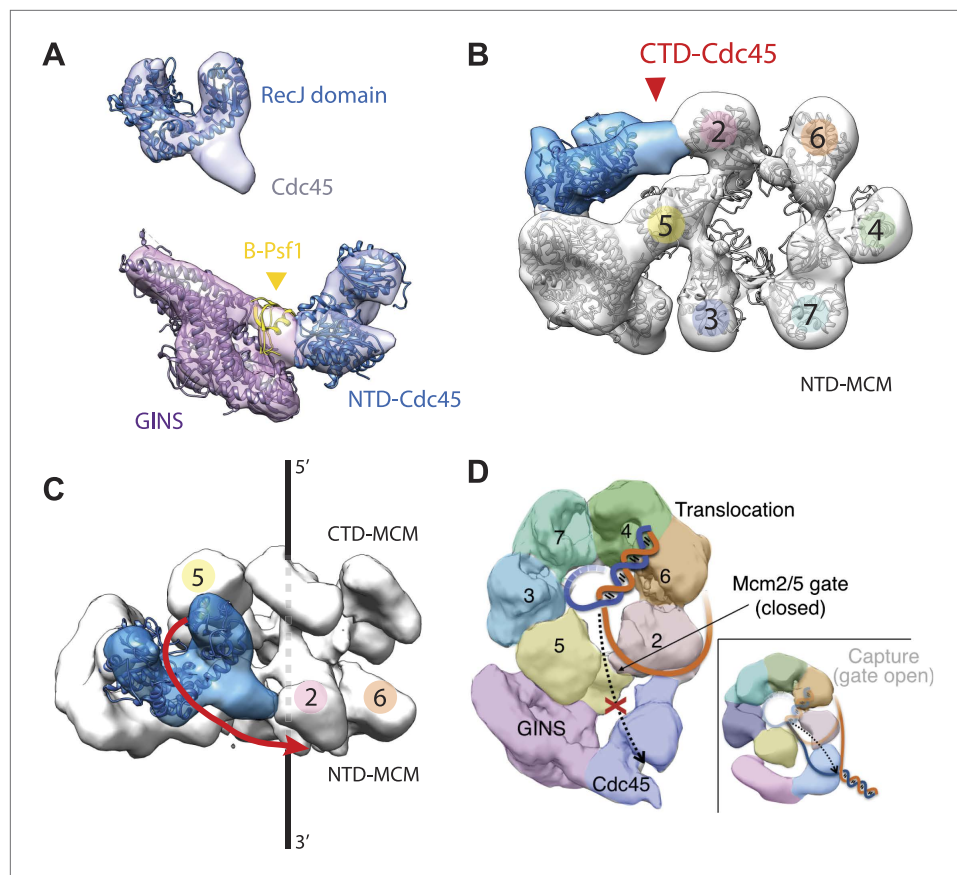 A
RecJ domain
Cdc45
B-Psf1
GINS
NTD-Cdc45
B
CTD-Cdc45
2
6
5
4
3
7
NTD-MCM
C
5′
CTD-MCM
5
2
6
NTD-MCM
3′
D
Translocation
4
7
6
Mcm2/5 gate
(closed)
3
5
2
GINS
Cdc45
Capture
(gate open)